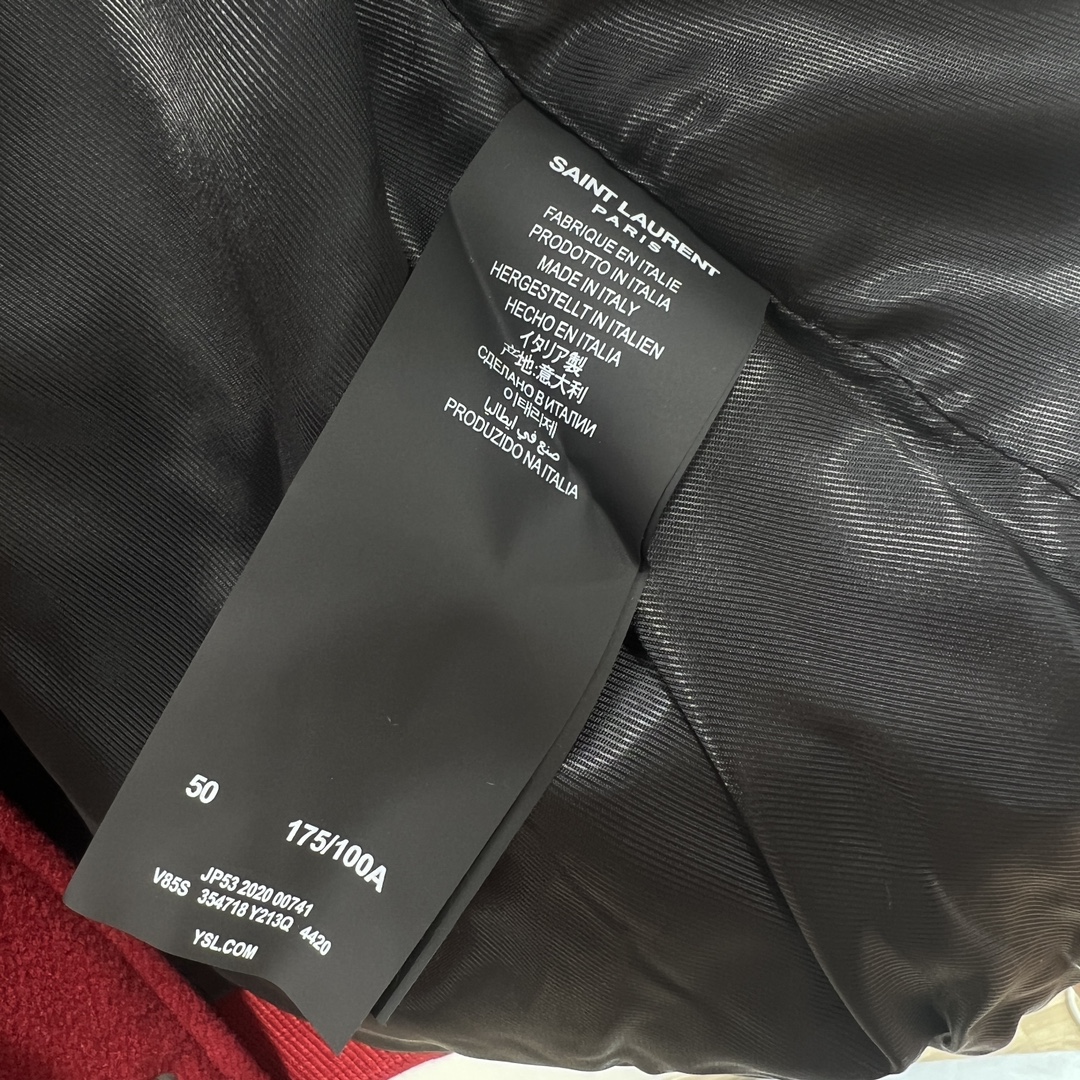 SAINT LAURENT
PARIS
FABRIQUE EN ITALIE
PRODOTTO IN ITALIA
MADE IN ITALY
HERGESTELLT IN ITALIEN
HECHO EN ITALIA
イタリア製
产地:意大利
СДЕЛАНО В ИТАЛИИ
이태리제
صنع في ايطاليا
PRODUZIDO NA ITALIA
50
175/100A
JP53 2020 00741
V85S 354718 Y213Q 4420
YSL.COM